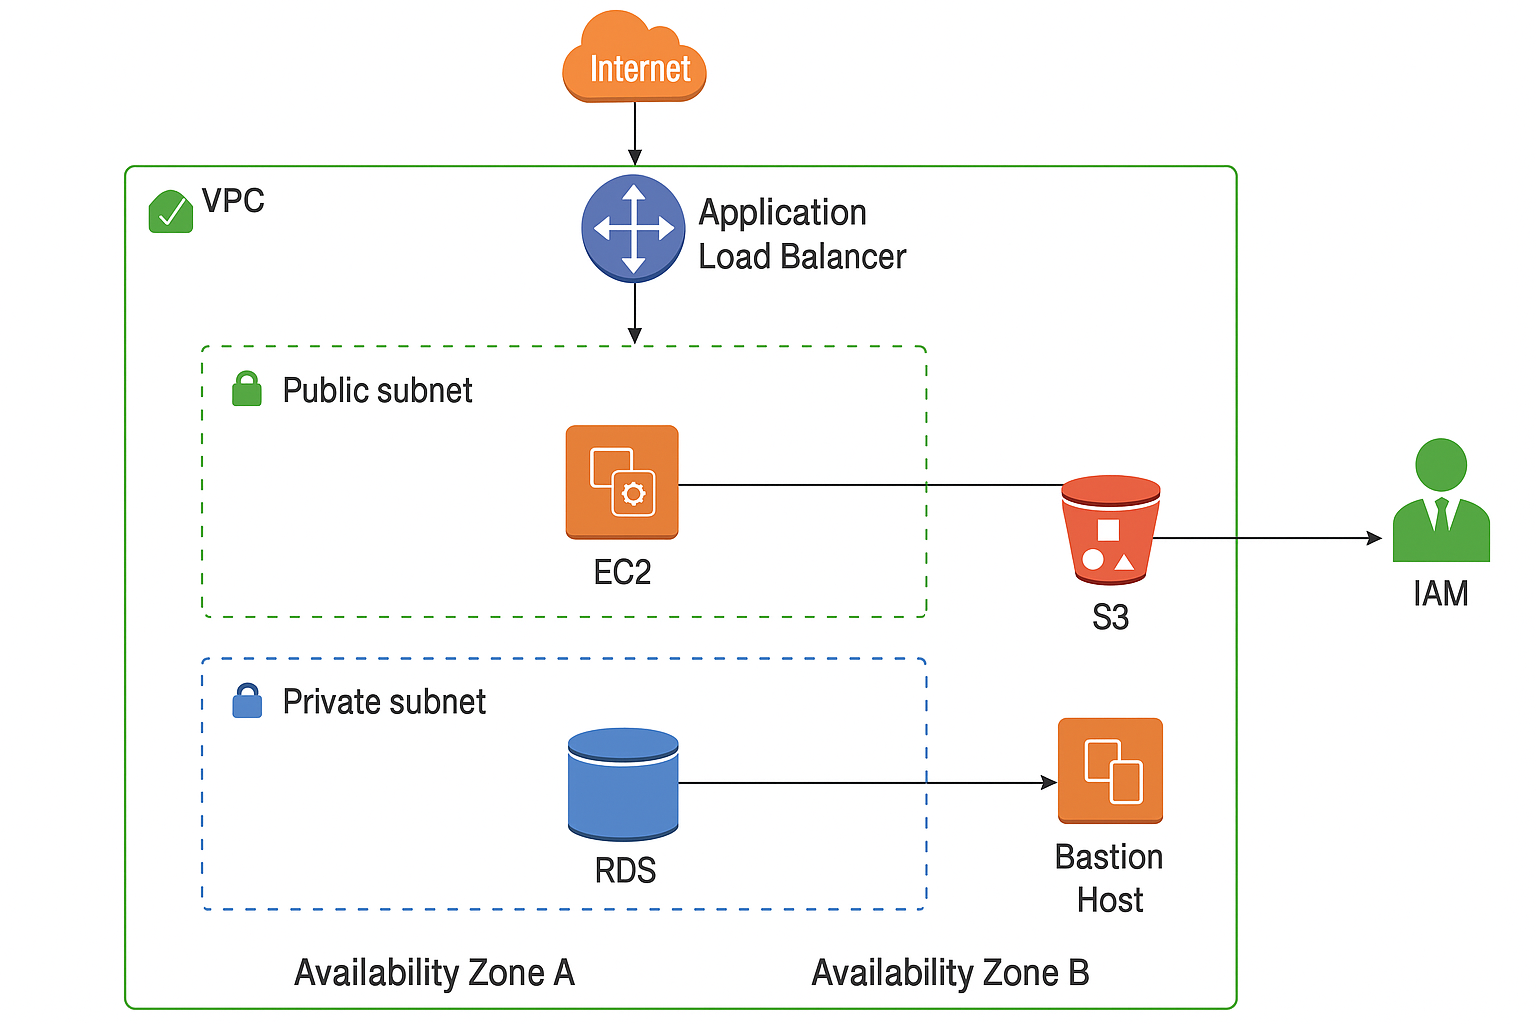 Internet
VPC
Application
Load Balancer
Public subnet
EC2
S3
IAM
Private subnet
RDS
Bastion
Host
Availability Zone A
Availability Zone B